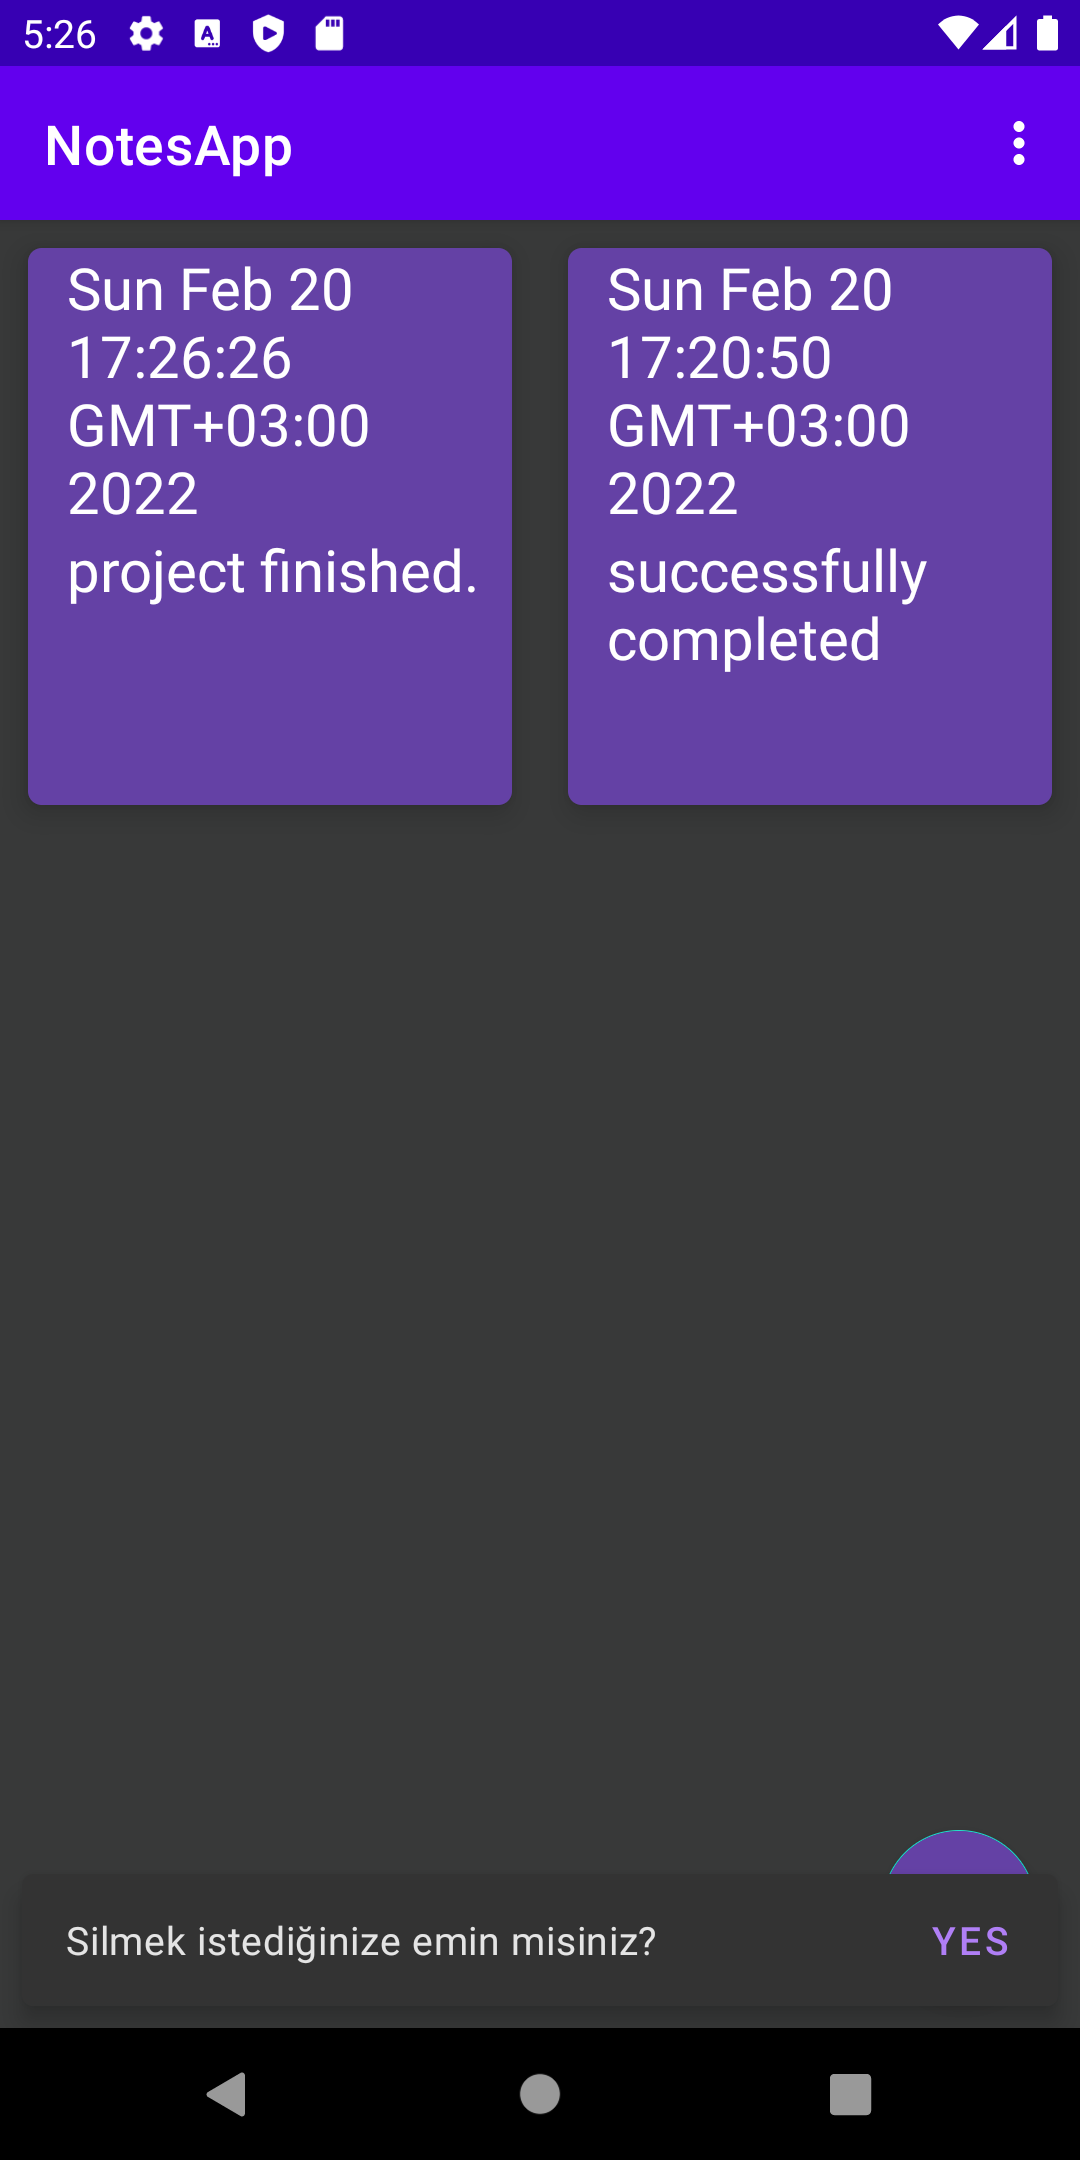 5:26
NotesApp
Sun Feb 20
17:26:26
GMT+03:00
2022
project finished.
Sun Feb 20
17:20:50
GMT+03:00
2022
successfully
completed
Silmek istediğinize emin misiniz?
YES